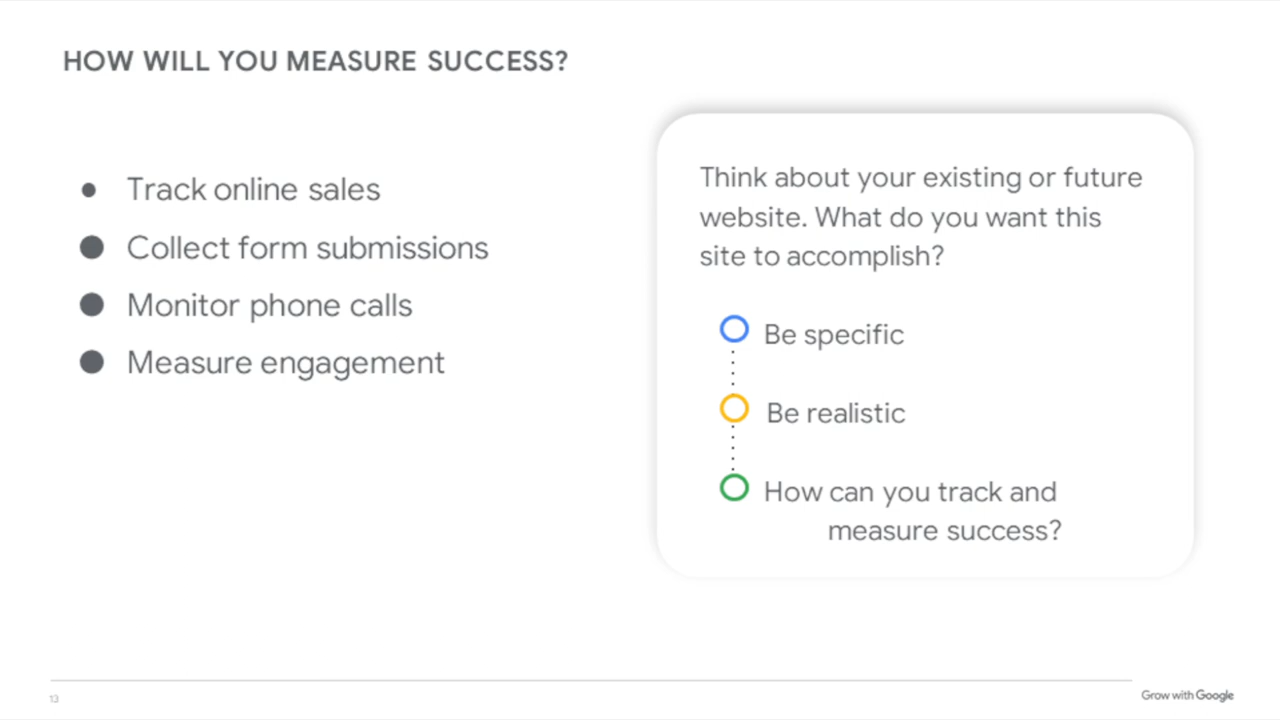 HOW WILL YOU MEASURE SUCCESS?
● Track online sales
● Collect form submissions
● Monitor phone calls
● Measure engagement
Think about your existing or future
website. What do you want this
site to accomplish?
Be specific
Be realistic
How can you track and
measure success?
13
Grow with Google